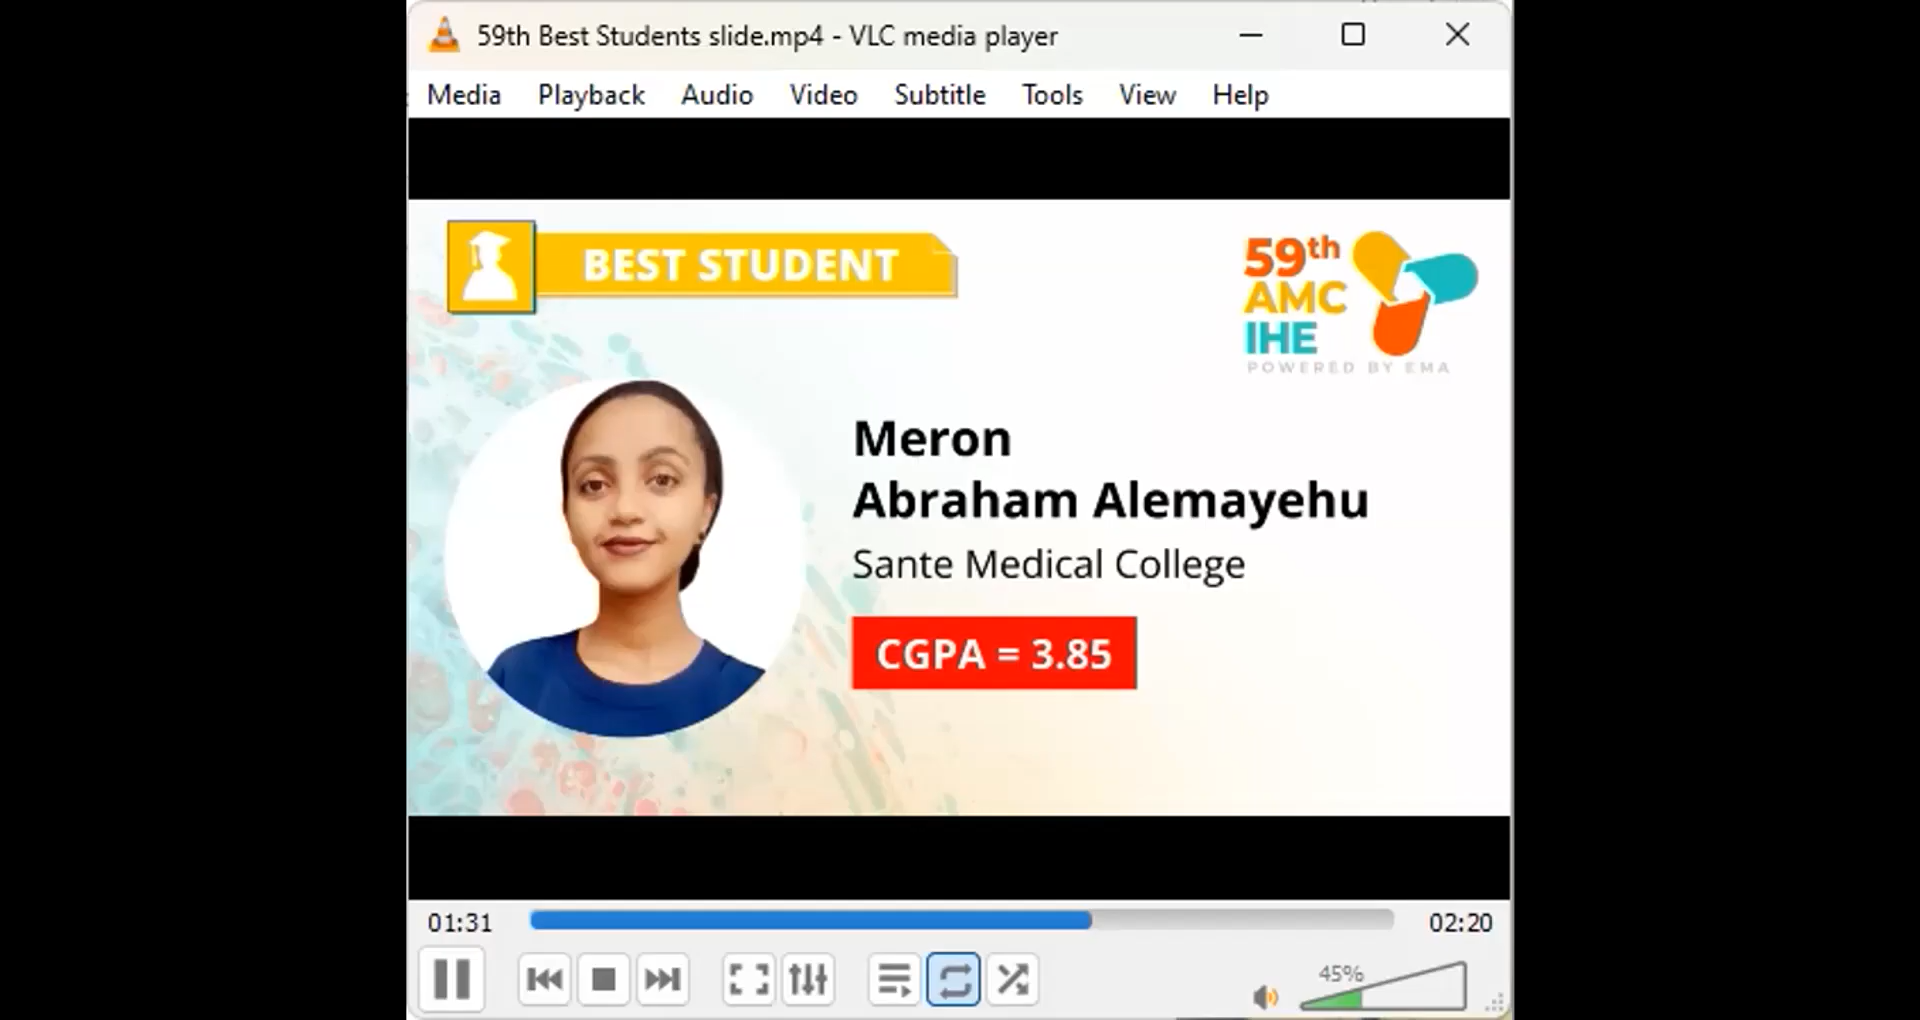 59th Best Students slide.mp4 - VLC media player
Media Playback Audio Video Subtitle Tools View Help
BEST STUDENT
59th
AMC
IHE
POWERED BY EMA
Meron
Abraham Alemayehu
Sante Medical College
CGPA = 3.85
01:31
02:20
45%